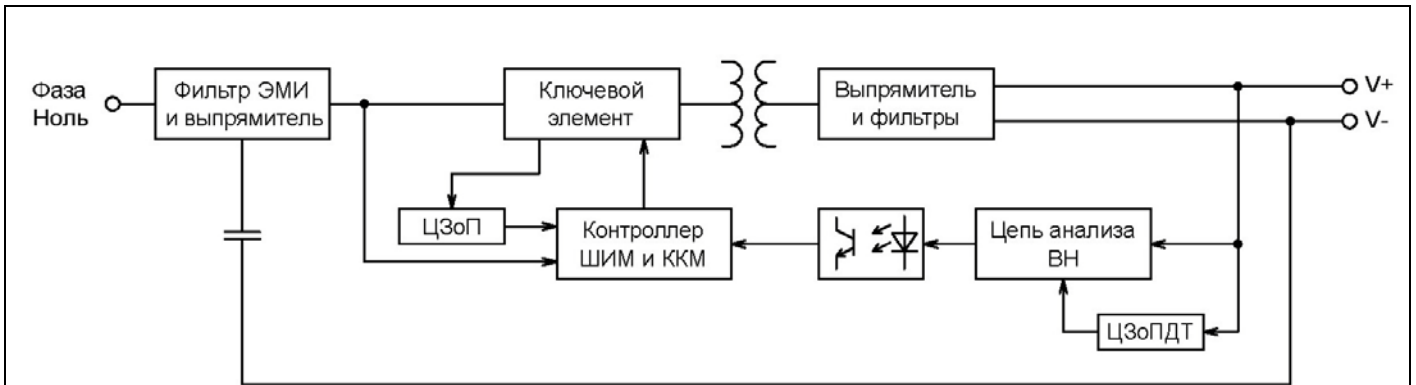 Фаза
Ноль
Фильтр ЭМИ
и выпрямитель
Ключевой
элемент
Выпрямитель
и фильтры
V+
V-
ЦЗоП
Контроллер
ШИМ и ККМ
Цепь анализа
ВН
ЦЗоПДТ